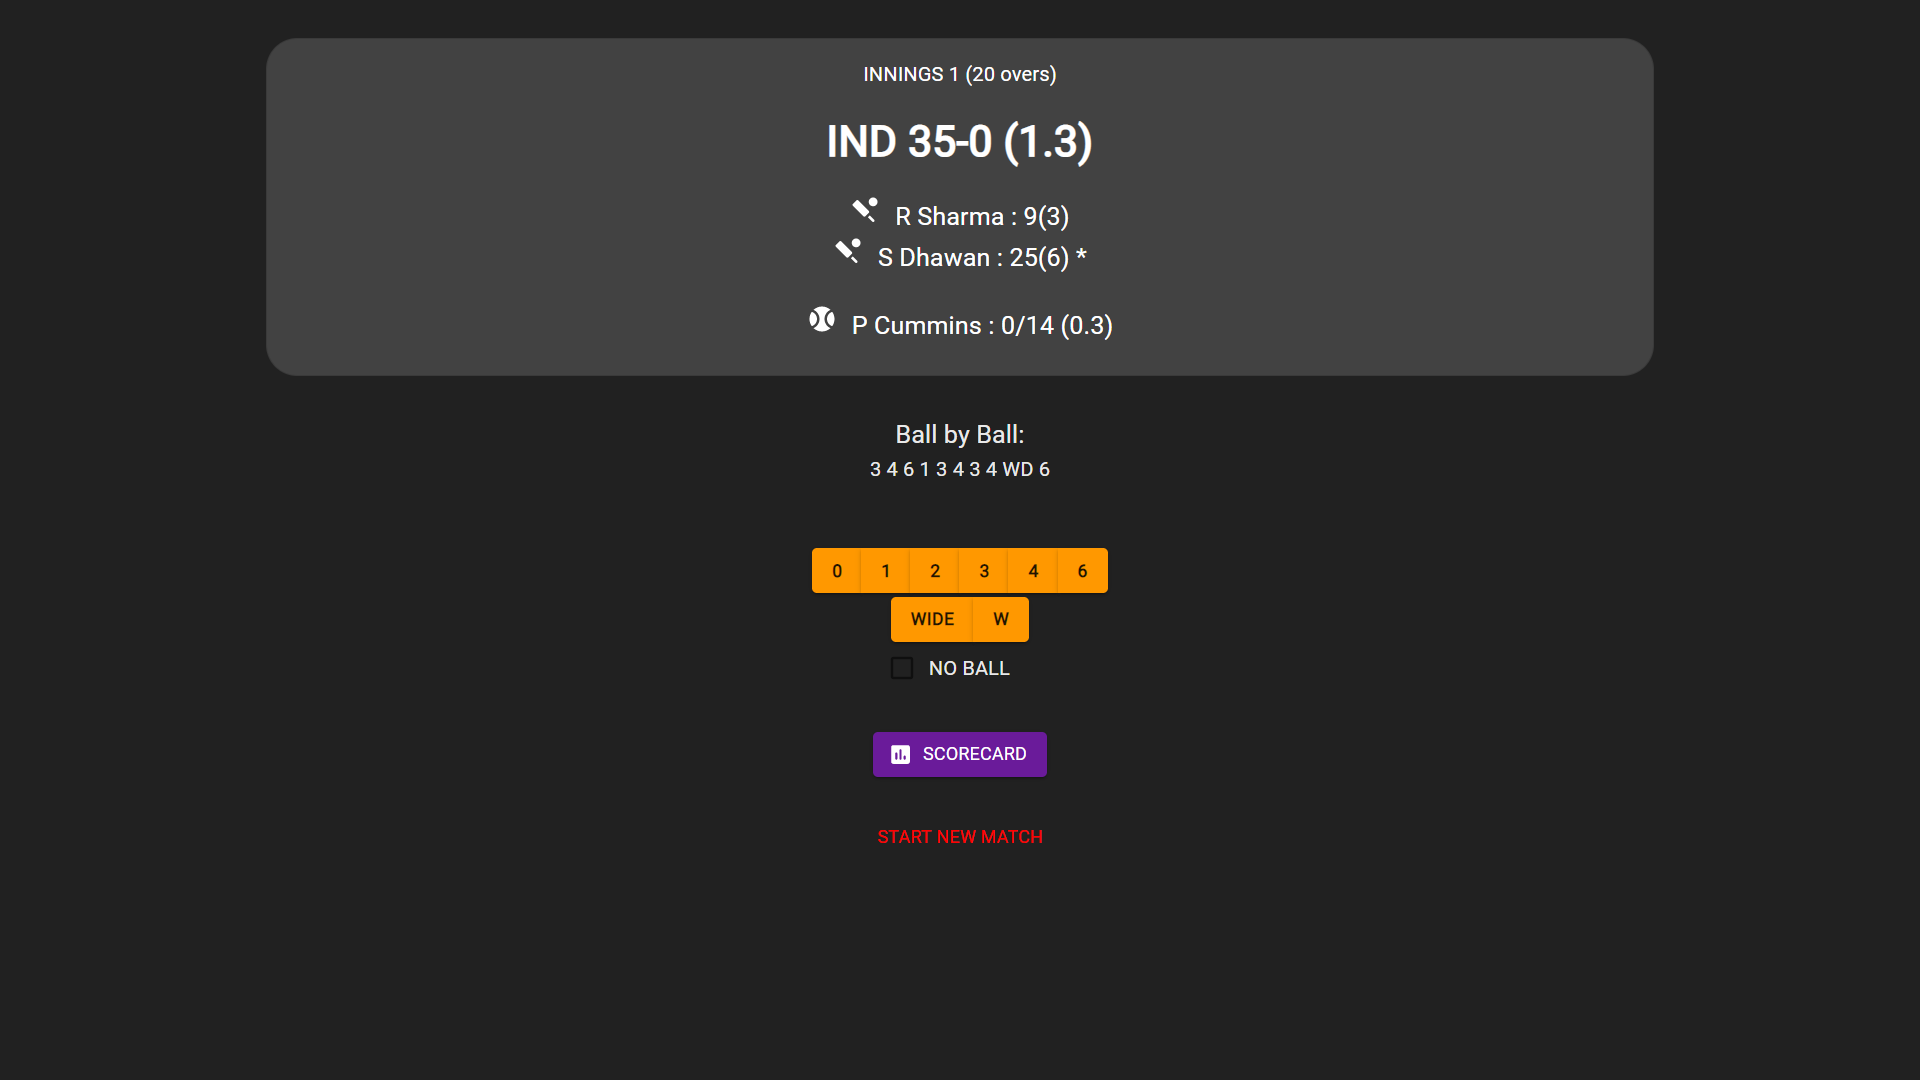 INNINGS 1 (20 overs)
IND 35-0 (1.3)
R Sharma : 9(3)
S Dhawan : 25(6) *
P Cummins : 0/14 (0.3)
Ball by Ball:
3 4 6 1 3 4 3 4 WD 6
0 1 2 3 4 6
WIDE W
NO BALL
SCORECARD
START NEW MATCH